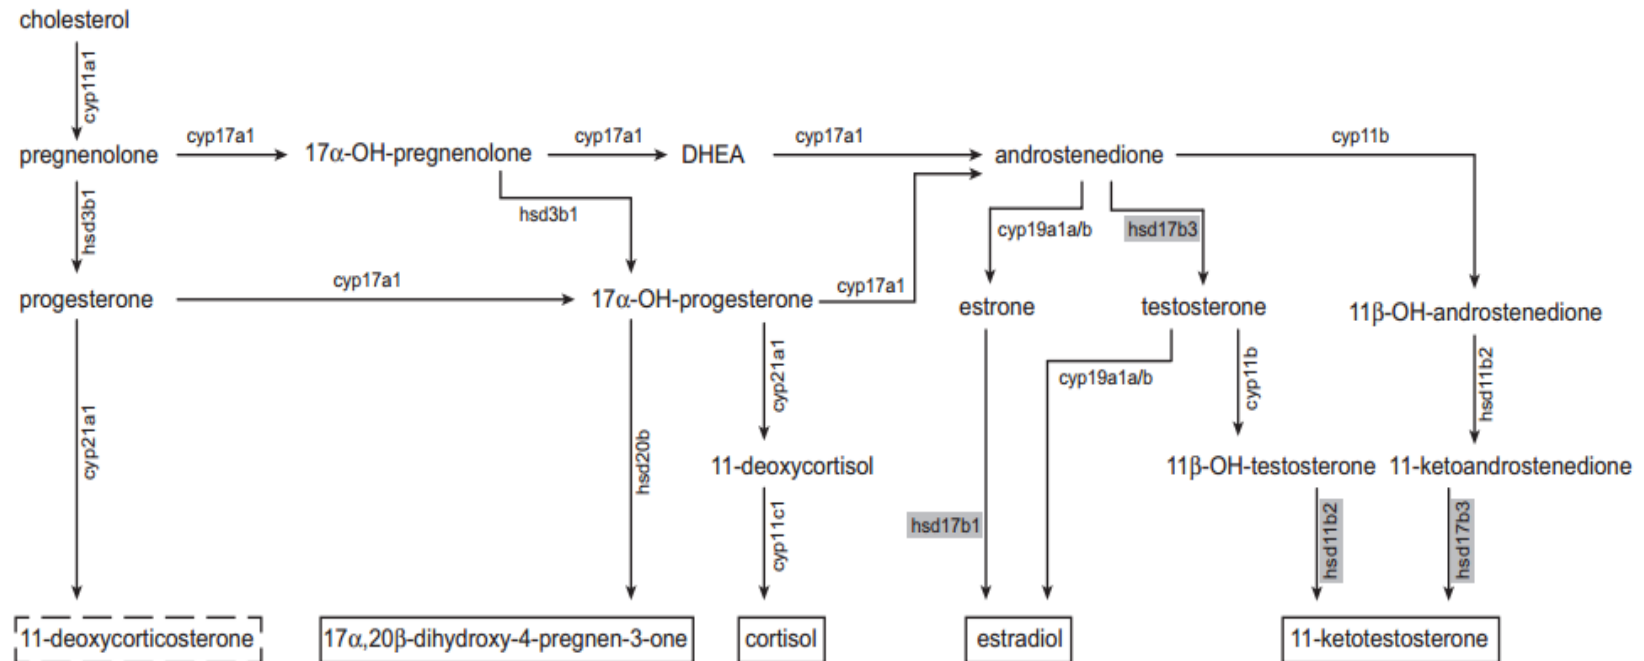 cholesterol
cyp11a1
pregnenolone
cyp17a1
17α-OH-pregnenolone
cyp17a1
DHEA
cyp17a1
androstenedione
cyp11b
hsd3b1
hsd3b1
cyp19a1a/b
hsd17b3
progesterone
cyp17a1
17α-OH-progesterone
cyp17a1
estrone
testosterone
11β-OH-androstenedione
cyp21a1
hsd20b
cyp21a1
cyp19a1a/b
cyp11b
hsd11b2
11-deoxycortisol
11β-OH-testosterone
11-ketoandrostenedione
cyp11c1
hsd17b1
hsd11b2
hsd17b3
11-deoxycorticosterone
17α,20β-dihydroxy-4-pregnen-3-one
cortisol
estradiol
11-ketotestosterone